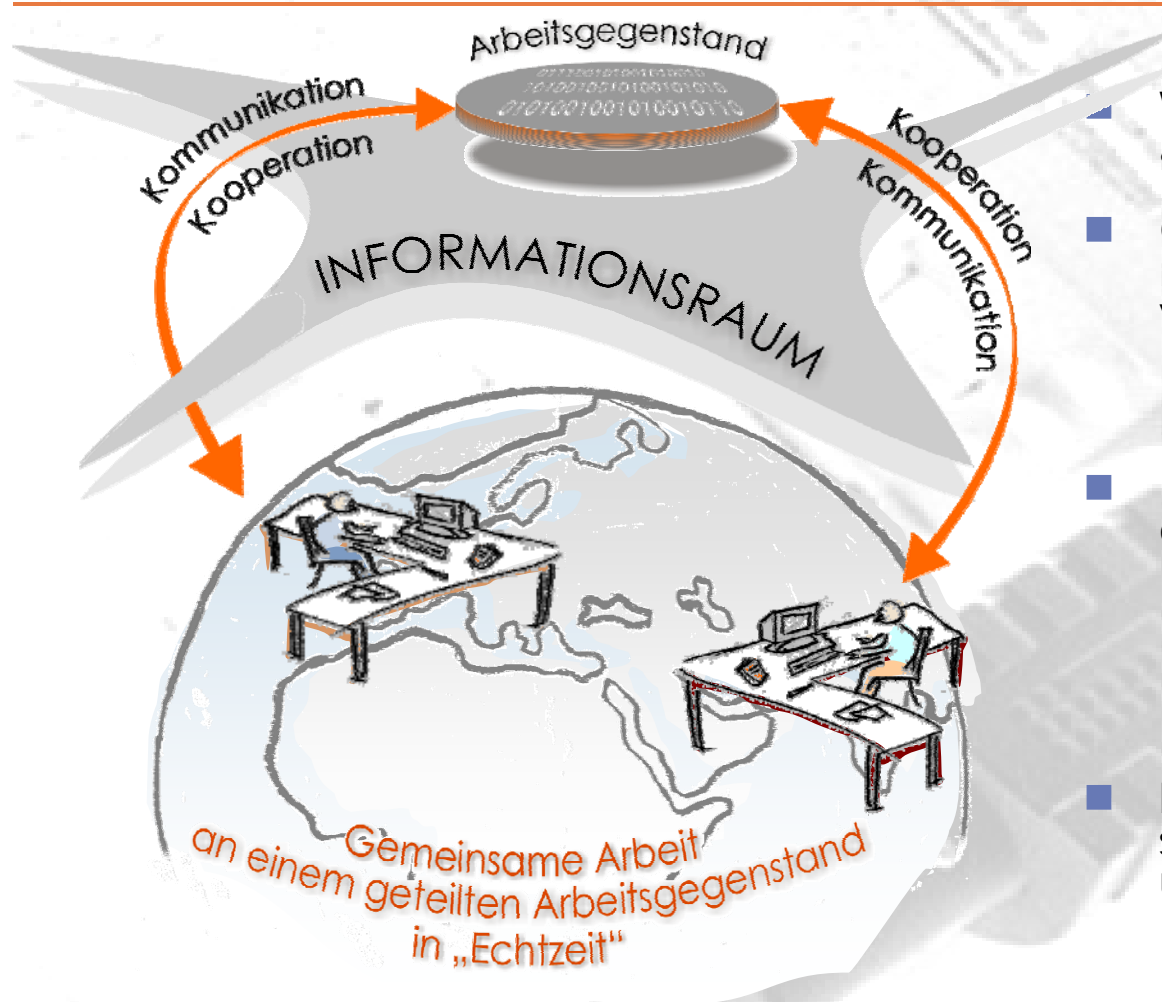 Arbeitsgegenstand
Kommunikation
Kooperation
Kooperation
Kommunikation
INFORMATIONSRAUM
Gemeinsame Arbeit
an einem geteilten Arbeitsgegenstand
in „Echtzeit“